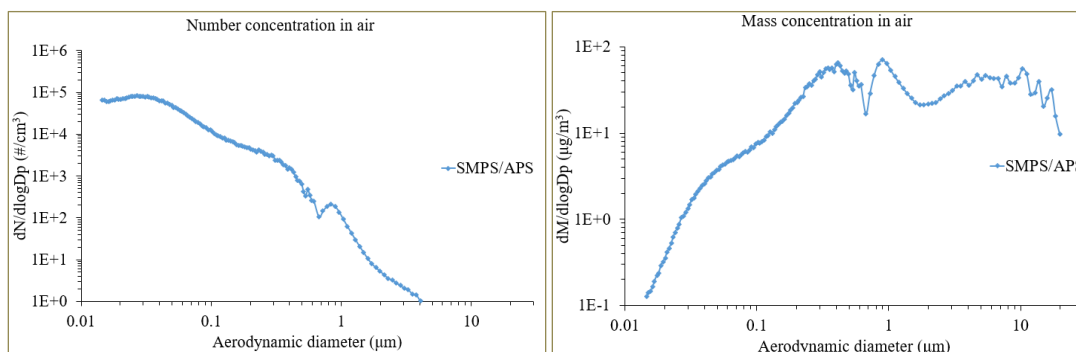 Number concentration in air
dN/dlogDp (#/cm³)
1E+6
1E+5
1E+4
1E+3
1E+2
1E+1
1E+0
0.01
0.1
1
10
Aerodynamic diameter (μm)
SMPS/APS
Mass concentration in air
dM/dlogDp (μg/m³)
1E+2
1E+1
1E+0
1E-1
0.01
0.1
1
10
Aerodynamic diameter (μm)
SMPS/APS